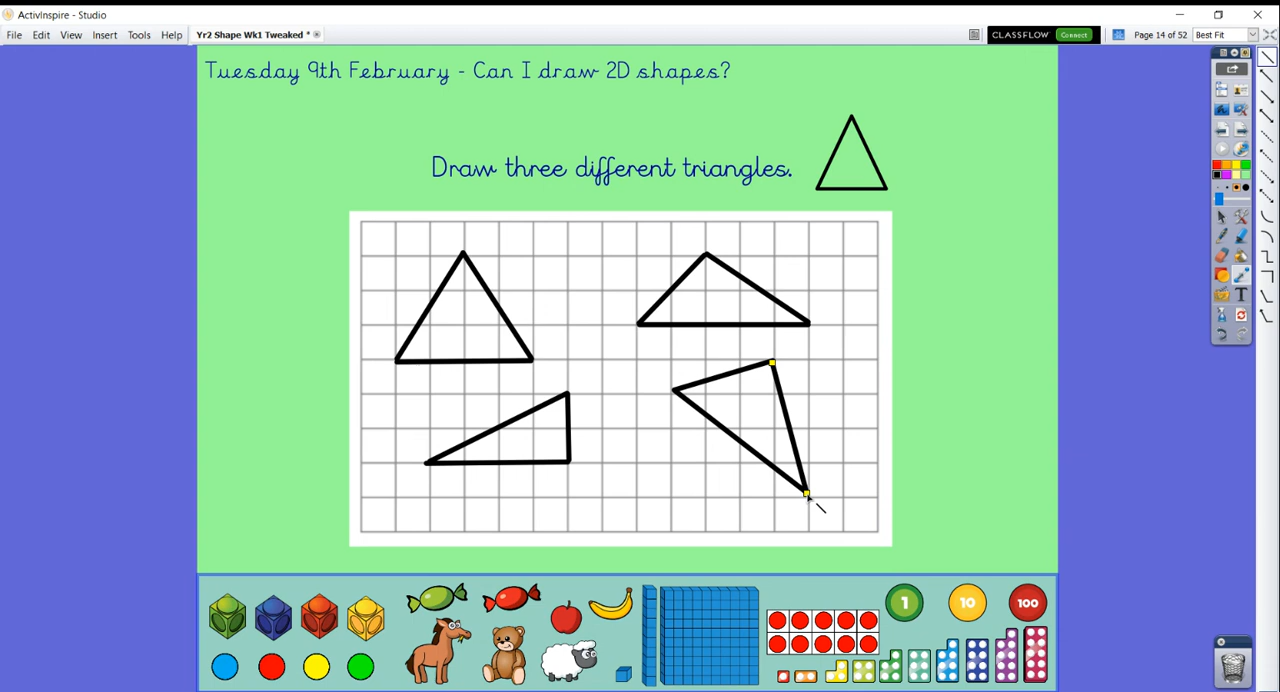 ActivInspire - Studio
File Edit View Insert Tools Help Yr2 Shape Wk1 Tweaked * CLASSFLOW Connect Page 14 of 52 Best Fit
Tuesday 9th February - Can I draw 2D shapes?
Draw three different triangles.
T
1 10 100